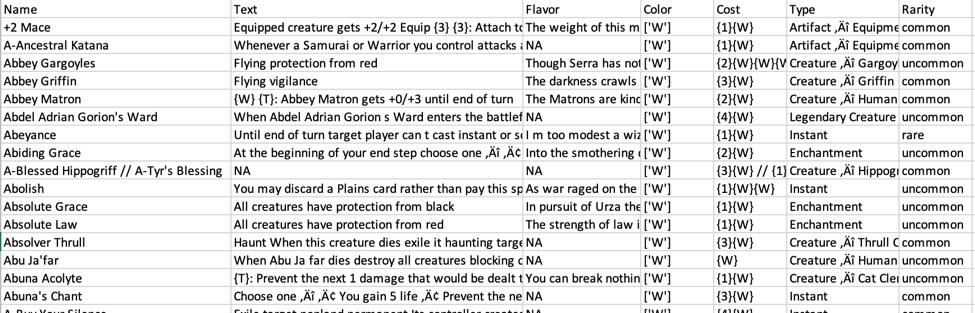 Name Text Flavor Color Cost Type Rarity
+2 Mace Equipped creature gets +2/+2 Equip {3} {3}: Attach to The weight of this m ['W'] {1}{W} Artifact ‚Äî Equipme common
A-Ancestral Katana Whenever a Samurai or Warrior you control attacks NA ['W'] {1}{W} Artifact ‚Äî Equipme common
Abbey Gargoyles Flying protection from red Though Serra has not ['W'] {2}{W}{W}{W Creature ‚Äî Gargoy uncommon
Abbey Griffin Flying vigilance The darkness crawls ['W'] {3}{W} Creature ‚Äî Griffin common
Abbey Matron {W} {T}: Abbey Matron gets +0/+3 until end of turn The Matrons are kind ['W'] {2}{W} Creature ‚Äî Human common
Abdel Adrian Gorion's Ward When Abdel Adrian Gorion s Ward enters the battlef NA ['W'] {4}{W} Legendary Creature uncommon
Abeyance Until end of turn target player can t cast instant or so I m too modest a wiz ['W'] {1}{W} Instant rare
Abiding Grace At the beginning of your end step choose one ‚Äî ‚Ä¢ Into the smothering ['W'] {2}{W} Enchantment uncommon
A-Blessed Hippogriff // A-Tyr's Blessing NA NA ['W'] {3}{W} // {1} Creature ‚Äî Hippog common
Abolish You may discard a Plains card rather than pay this sp As war raged on the ['W'] {1}{W}{W} Instant uncommon
Absolute Grace All creatures have protection from black In pursuit of Urza the ['W'] {1}{W} Enchantment uncommon
Absolute Law All creatures have protection from red The strength of law i ['W'] {1}{W} Enchantment uncommon
Absolver Thrull Haunt When this creature dies exile it haunting targe NA ['W'] {3}{W} Creature ‚Äî Thrull C common
Abu Ja'far When Abu Ja far dies destroy all creatures blocking NA ['W'] {W} Creature ‚Äî Human uncommon
Abuna Acolyte {T}: Prevent the next 1 damage that would be dealt t You can break nothin ['W'] {1}{W} Creature ‚Äî Cat Cler uncommon
Abuna's Chant Choose one ‚Äî ‚Ä¢ You gain 5 life ‚Ä¢ Prevent the ne NA ['W'] {3}{W} Instant common